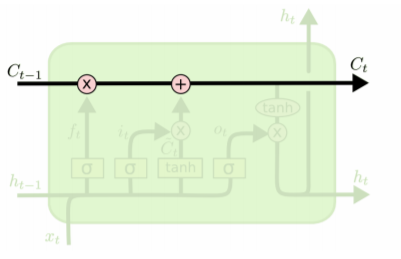 h_t
C_{t-1} x + C_t
tanh
f_t i_t x o_t x
C̃_t
σ σ tanh σ
h_{t-1} h_t
x_t